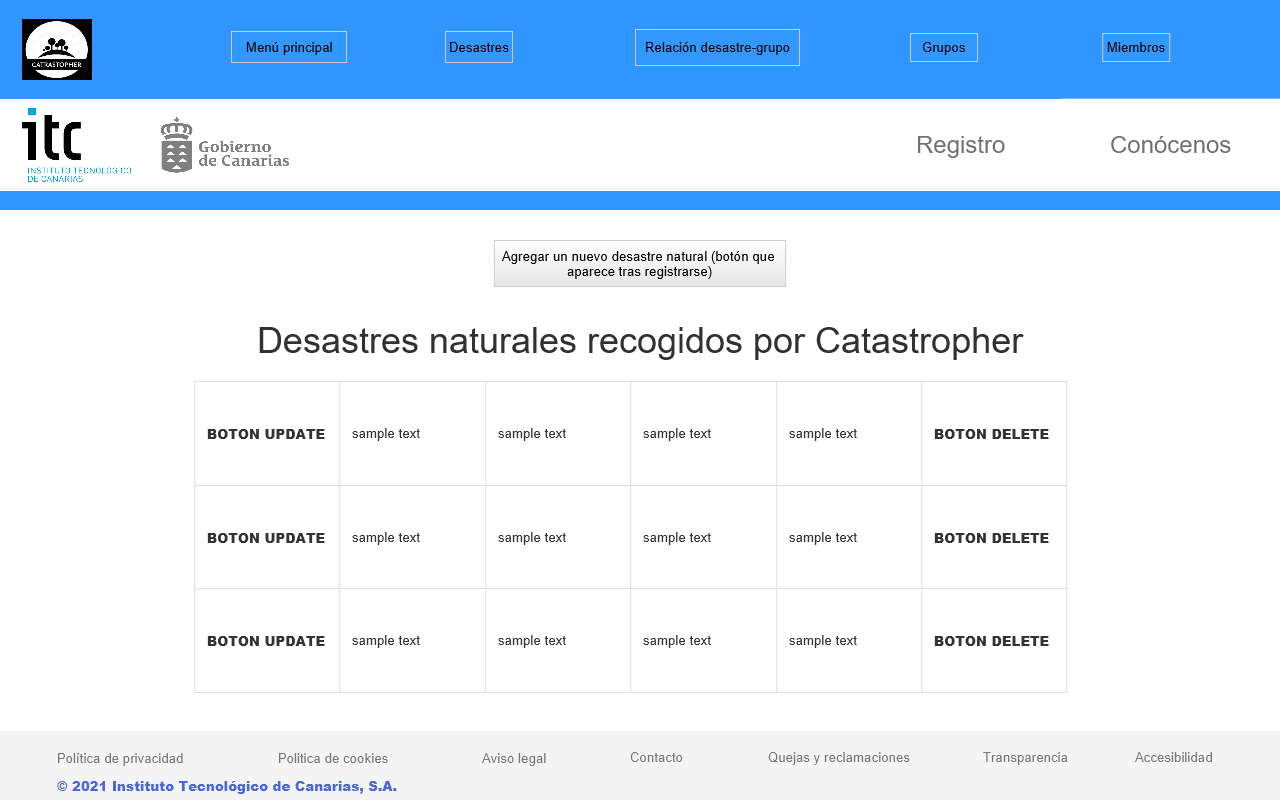 CATRASTOPHER
Menú principal
Desastres
Relación desastre-grupo
Grupos
Miembros
itc
INSTITUTO TECNOLÓGICO
DE CANARIAS
Gobierno
de Canarias
Registro
Conócenos
Agregar un nuevo desastre natural (botón que
aparece tras registrarse)
Desastres naturales recogidos por Catastropher
BOTON UPDATE sample text sample text sample text sample text BOTON DELETE
BOTON UPDATE sample text sample text sample text sample text BOTON DELETE
BOTON UPDATE sample text sample text sample text sample text BOTON DELETE
Política de privacidad
Politica de cookies
Aviso legal
Contacto
Quejas y reclamaciones
Transparencia
Accesibilidad
© 2021 Instituto Tecnológico de Canarias, S.A.